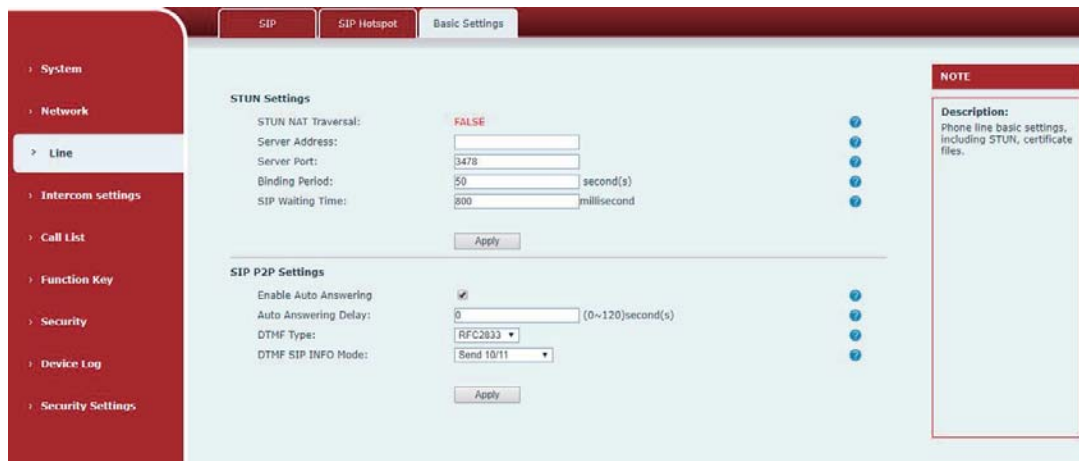 SIP
SIP Hotspot
Basic Settings
› System
› Network
> Line
› Intercom settings
› Call List
› Function Key
› Security
› Device Log
› Security Settings
STUN Settings
STUN NAT Traversal: FALSE
Server Address:
Server Port: 3478
Binding Period: 50 second(s)
SIP Waiting Time: 800 millisecond
Apply
SIP P2P Settings
Enable Auto Answering
Auto Answering Delay: 0 (0~120)second(s)
DTMF Type: RFC2833
DTMF SIP INFO Mode: Send 10/11
Apply
NOTE
Description:
Phone line basic settings,
including STUN, certificate
files.